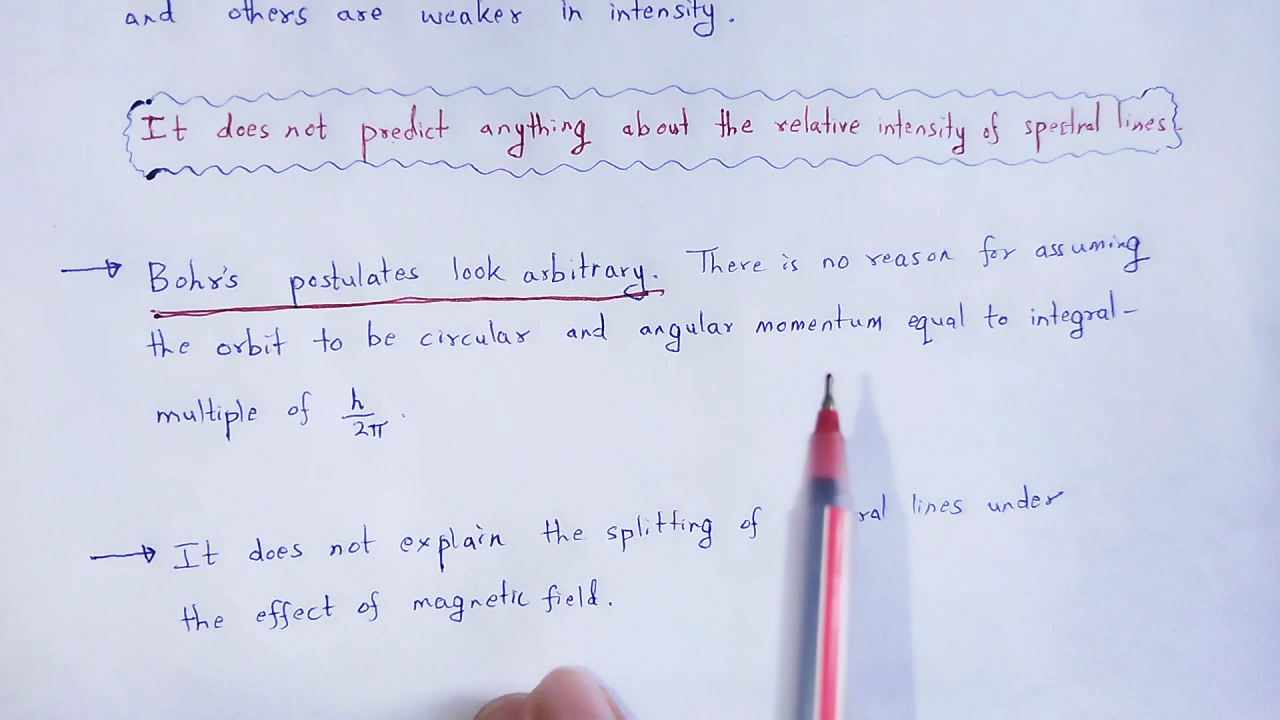 and others are weaker in intensity.
It does not predict anything about the relative intensity of spectral lines
→ Bohr's postulates look arbitrary. There is no reason for assuming
the orbit to be circular and angular momentum equal to integral-
multiple of h/2π.
→ It does not explain the splitting of ral lines under
the effect of magnetic field.